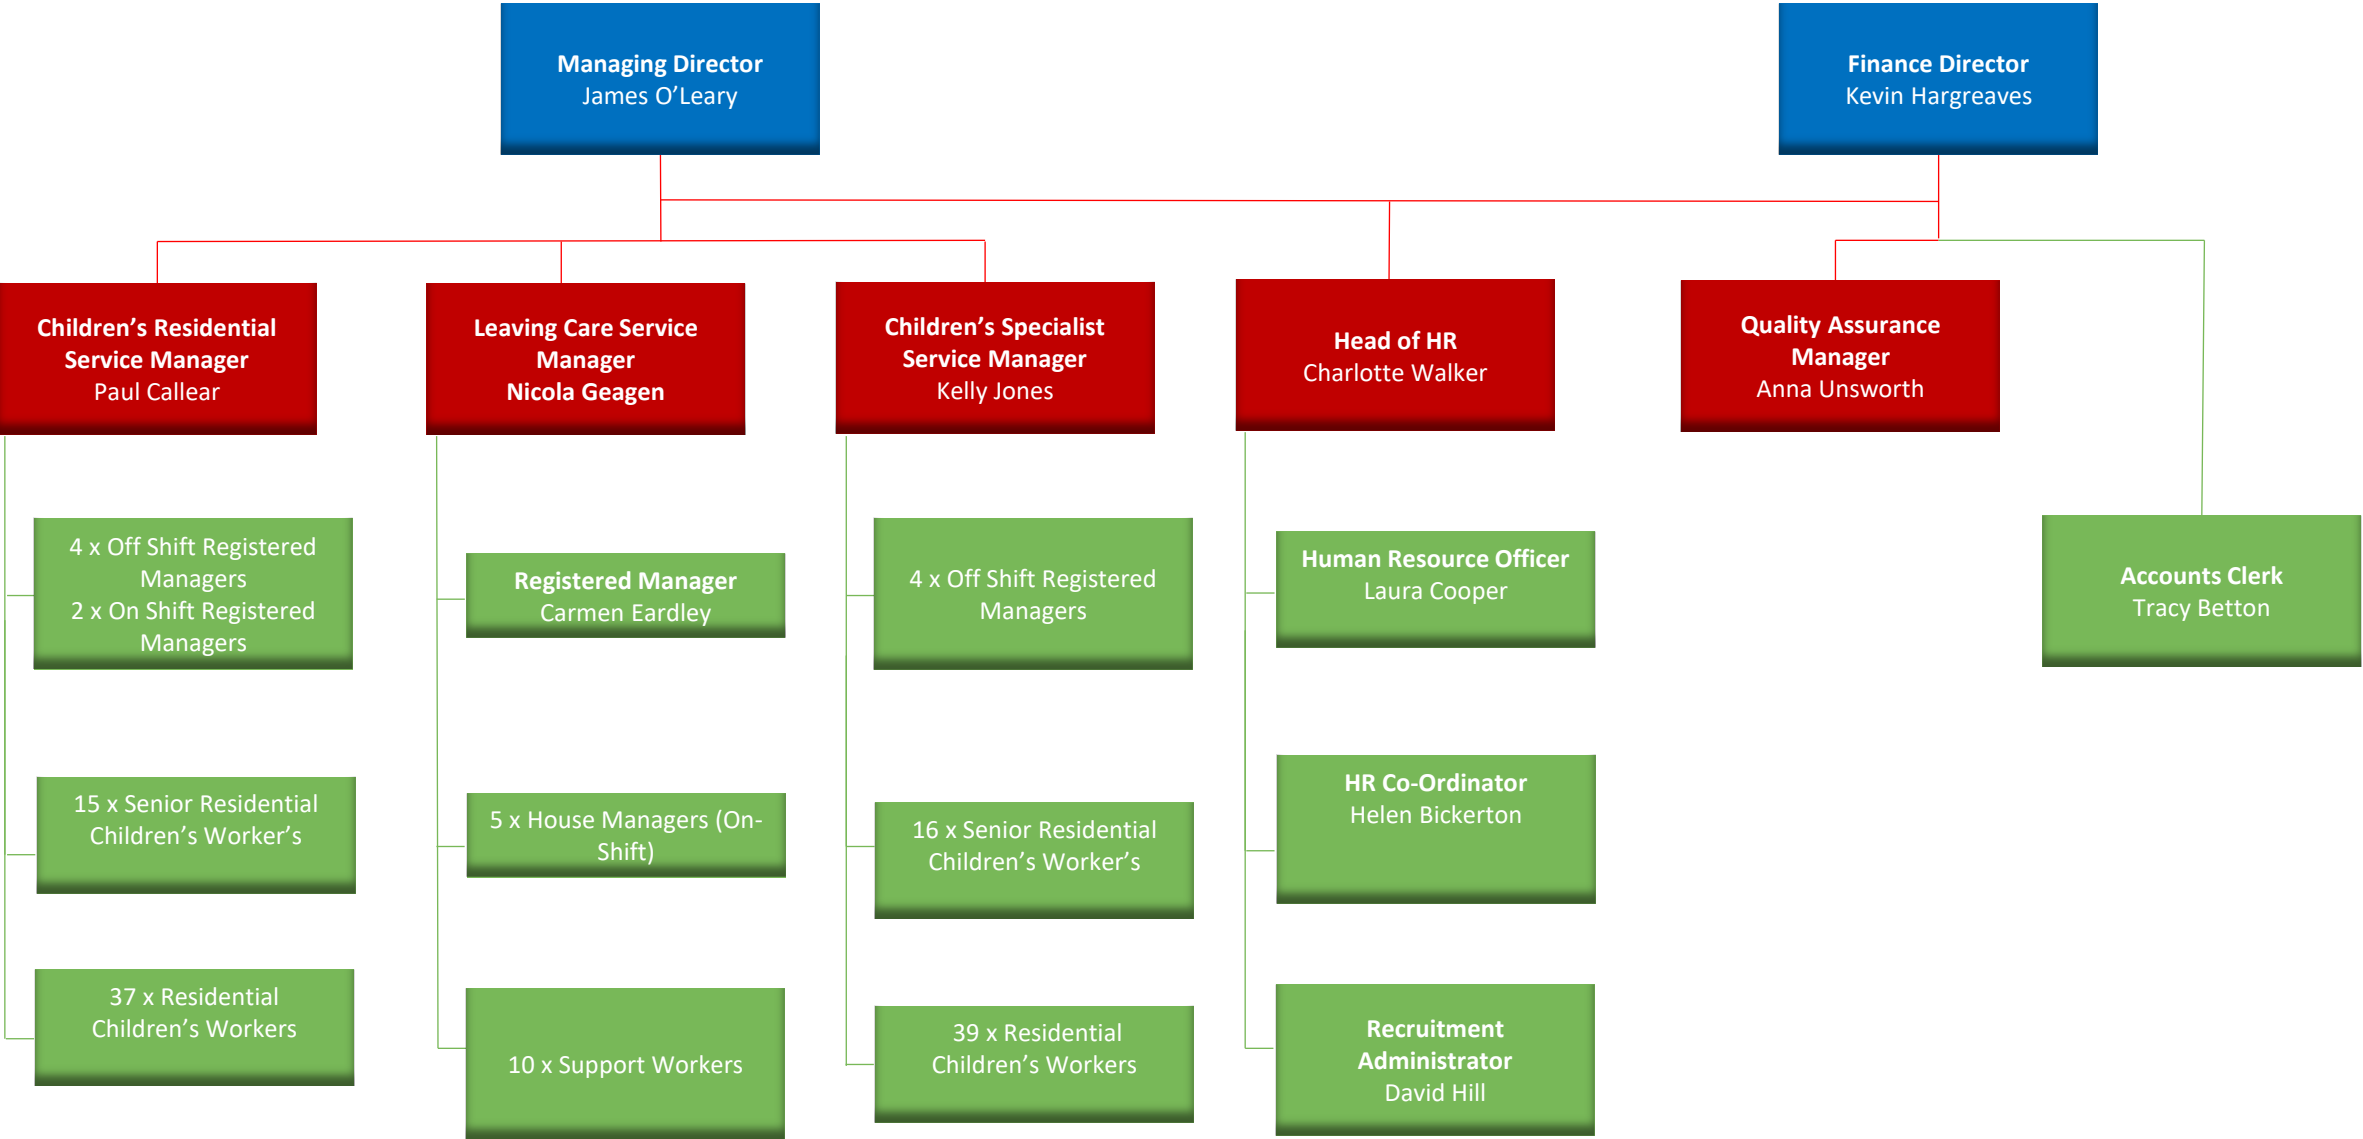 Managing Director
James O’Leary
Finance Director
Kevin Hargreaves
Children’s Residential
Service Manager
Paul Callear
Leaving Care Service
Manager
Nicola Geagen
Children’s Specialist
Service Manager
Kelly Jones
Head of HR
Charlotte Walker
Quality Assurance
Manager
Anna Unsworth
4 x Off Shift Registered
Managers
2 x On Shift Registered
Managers
Registered Manager
Carmen Eardley
4 x Off Shift Registered
Managers
Human Resource Officer
Laura Cooper
Accounts Clerk
Tracy Betton
15 x Senior Residential
Children’s Worker’s
5 x House Managers (On-
Shift)
16 x Senior Residential
Children’s Worker’s
HR Co-Ordinator
Helen Bickerton
37 x Residential
Children’s Workers
10 x Support Workers
39 x Residential
Children’s Workers
Recruitment
Administrator
David Hill